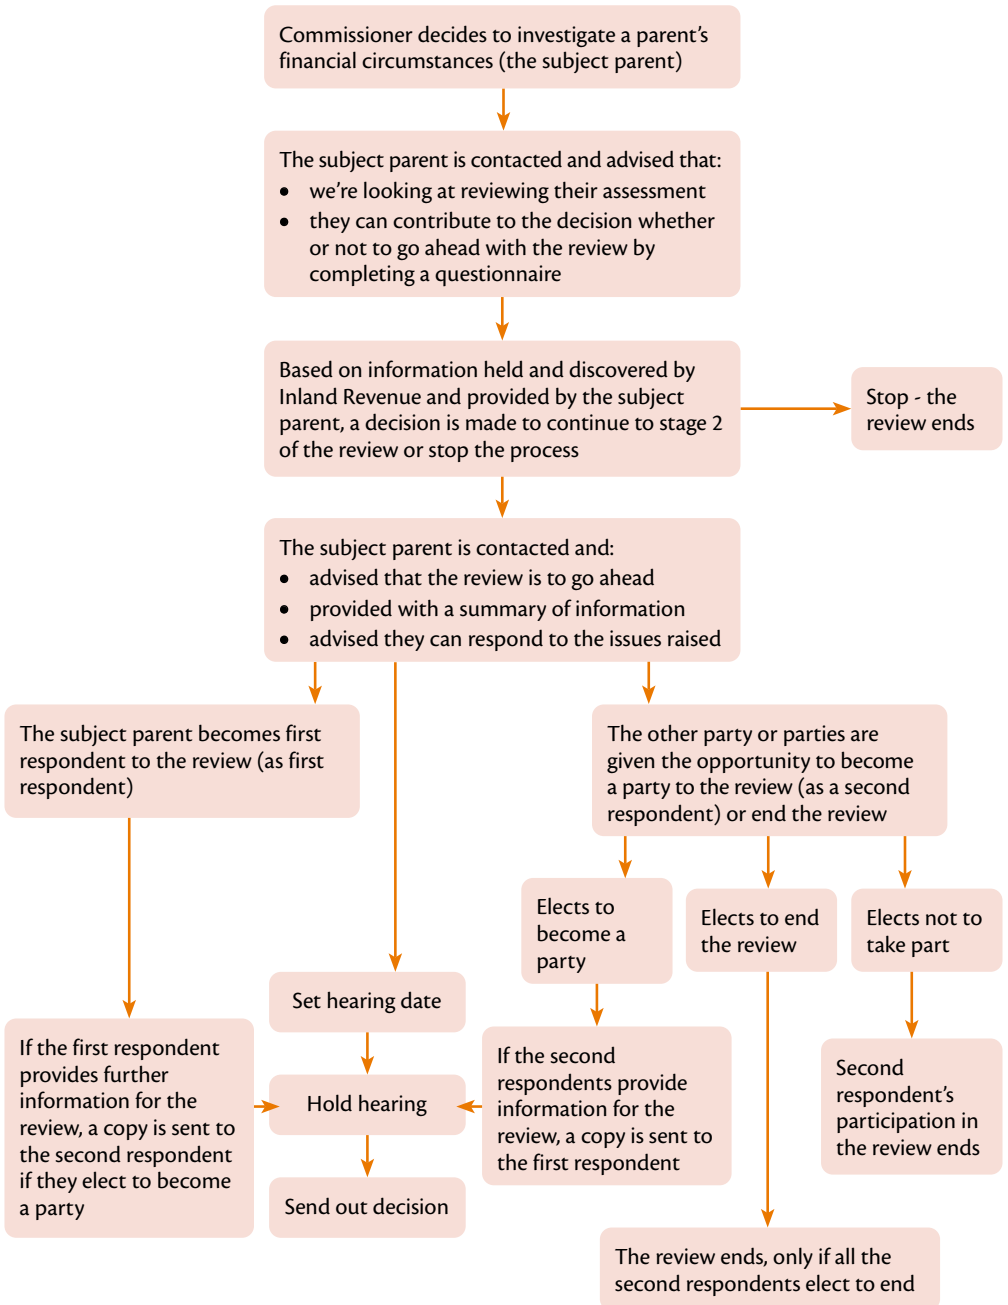 Commissioner decides to investigate a parent's
financial circumstances (the subject parent)
The subject parent is contacted and advised that:
• we're looking at reviewing their assessment
• they can contribute to the decision whether
or not to go ahead with the review by
completing a questionnaire
Based on information held and discovered by
Inland Revenue and provided by the subject
parent, a decision is made to continue to stage 2
of the review or stop the process
Stop - the
review ends
The subject parent is contacted and:
• advised that the review is to go ahead
• provided with a summary of information
• advised they can respond to the issues raised
The subject parent becomes first
respondent to the review (as first
respondent)
The other party or parties are
given the opportunity to become
a party to the review (as a second
respondent) or end the review
Elects to
become a
party
Elects to end
the review
Elects not to
take part
Set hearing date
If the first respondent
provides further
information for the
review, a copy is sent to
the second respondent
if they elect to become
a party
Hold hearing
If the second
respondents provide
information for the
review, a copy is sent to
the first respondent
Second
respondent's
participation in
the review ends
Send out decision
The review ends, only if all the
second respondents elect to end